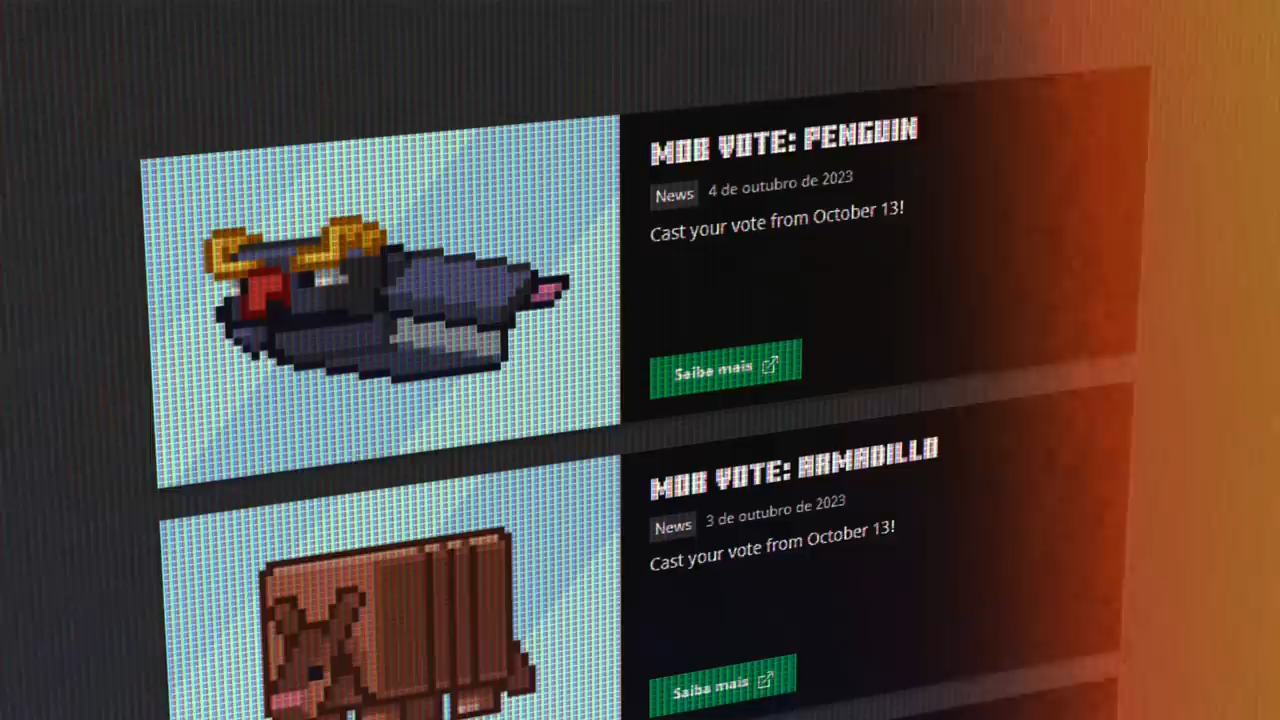 MOB VOTE: PENGUIN
News 4 de outubro de 2023
Cast your vote from October 13!
Saiba mais
MOB VOTE: ARMADILLO
News 3 de outubro de 2023
Cast your vote from October 13!
Saiba mais